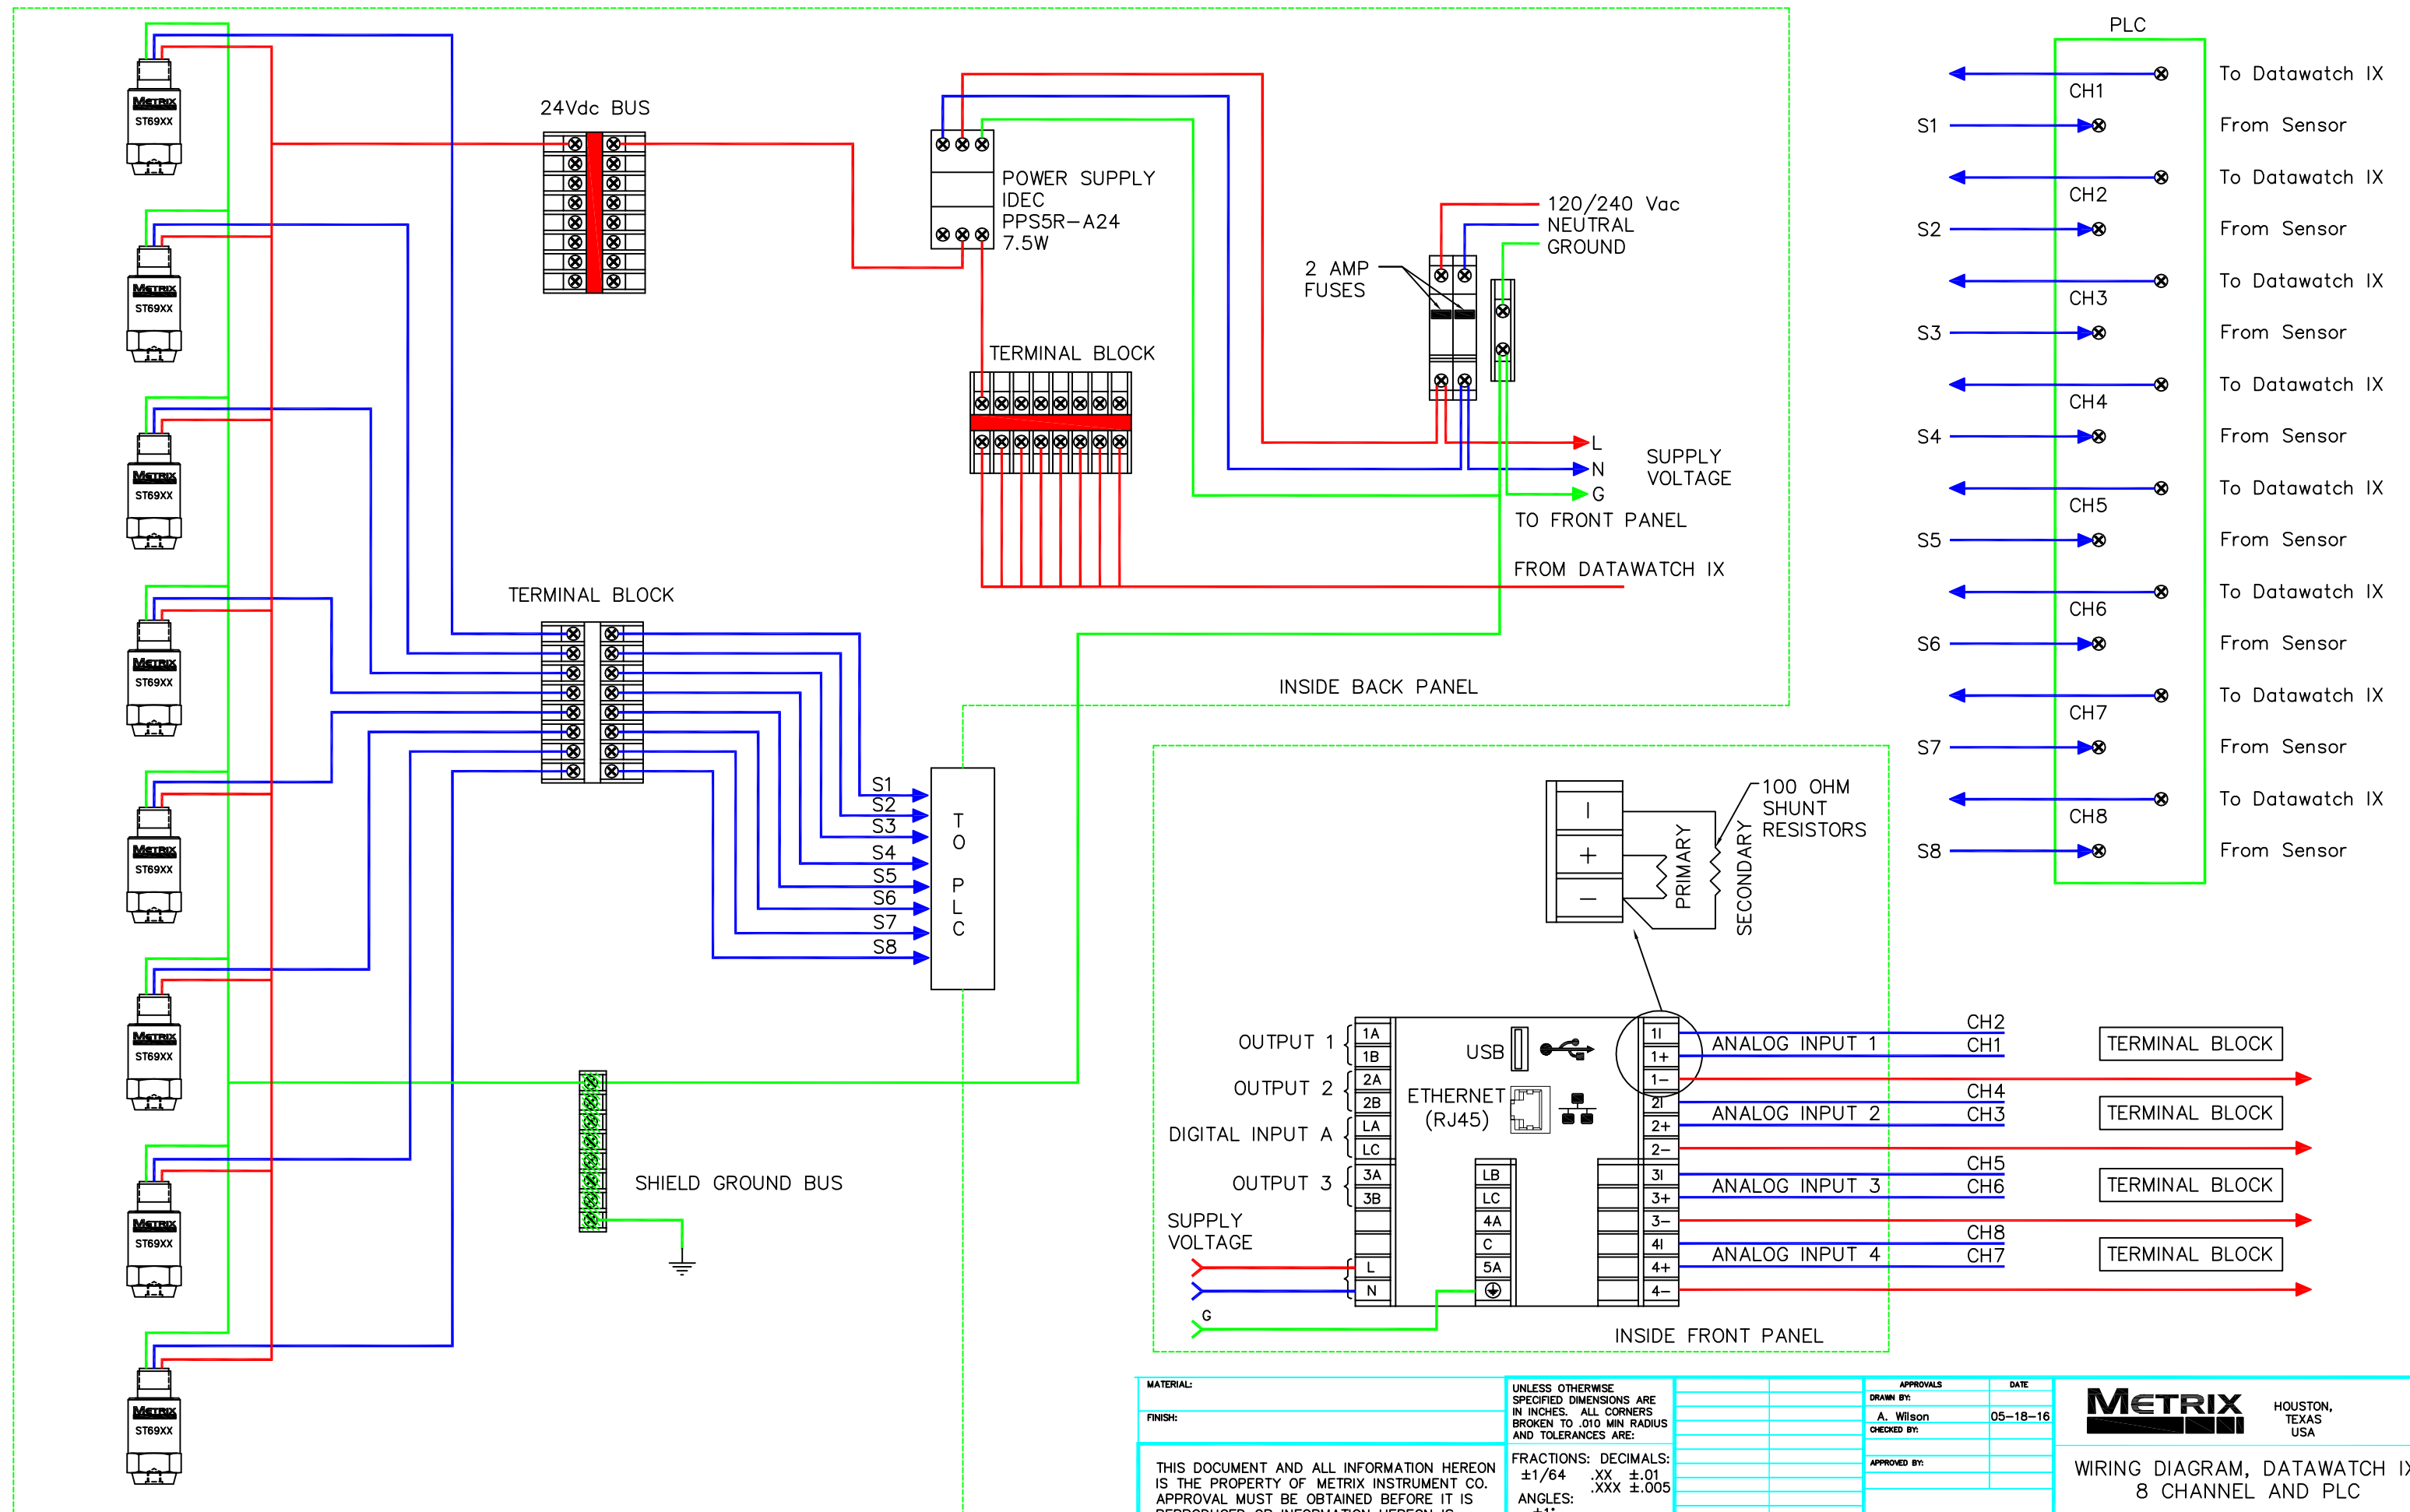 METRIX
ST69XX
METRIX
ST69XX
METRIX
ST69XX
METRIX
ST69XX
METRIX
ST69XX
METRIX
ST69XX
METRIX
ST69XX
METRIX
ST69XX
24Vdc BUS
POWER SUPPLY
IDEC
PPS5R-A24
7.5W
120/240 Vac
NEUTRAL
GROUND
2 AMP
FUSES
TERMINAL BLOCK
L
N
G
SUPPLY
VOLTAGE
TO FRONT PANEL
FROM DATAWATCH IX
TERMINAL BLOCK
INSIDE BACK PANEL
S1
S2
S3
S4
S5
S6
S7
S8
TO PLC
SHIELD GROUND BUS
PLC
To Datawatch IX
CH1
S1 From Sensor
To Datawatch IX
CH2
S2 From Sensor
To Datawatch IX
CH3
S3 From Sensor
To Datawatch IX
CH4
S4 From Sensor
To Datawatch IX
CH5
S5 From Sensor
To Datawatch IX
CH6
S6 From Sensor
To Datawatch IX
CH7
S7 From Sensor
To Datawatch IX
CH8
S8 From Sensor
I
+
−
PRIMARY
SECONDARY
100 OHM
SHUNT
RESISTORS
OUTPUT 1
1A
1B
OUTPUT 2
2A
2B
DIGITAL INPUT A
LA
LC
OUTPUT 3
3A
3B
SUPPLY
VOLTAGE
L
N
G
USB
ETHERNET
(RJ45)
LB
LC
4A
C
5A
1I
1+
1−
2I
2+
2−
3I
3+
3−
4I
4+
4−
CH2
ANALOG INPUT 1 CH1
TERMINAL BLOCK
CH4
ANALOG INPUT 2 CH3
TERMINAL BLOCK
CH5
ANALOG INPUT 3 CH6
TERMINAL BLOCK
CH8
ANALOG INPUT 4 CH7
TERMINAL BLOCK
INSIDE FRONT PANEL
MATERIAL:
FINISH:
THIS DOCUMENT AND ALL INFORMATION HEREON
IS THE PROPERTY OF METRIX INSTRUMENT CO.
APPROVAL MUST BE OBTAINED BEFORE IT IS
REPRODUCED OR INFORMATION HEREON IS
UNLESS OTHERWISE
SPECIFIED DIMENSIONS ARE
IN INCHES. ALL CORNERS
BROKEN TO .010 MIN RADIUS
AND TOLERANCES ARE:
FRACTIONS: DECIMALS:
±1/64 .XX ±.01
.XXX ±.005
ANGLES:
±1°
APPROVALS DATE
DRAWN BY:
A. Wilson 05-18-16
CHECKED BY:
APPROVED BY:
METRIX
HOUSTON,
TEXAS
USA
WIRING DIAGRAM, DATAWATCH IX
8 CHANNEL AND PLC